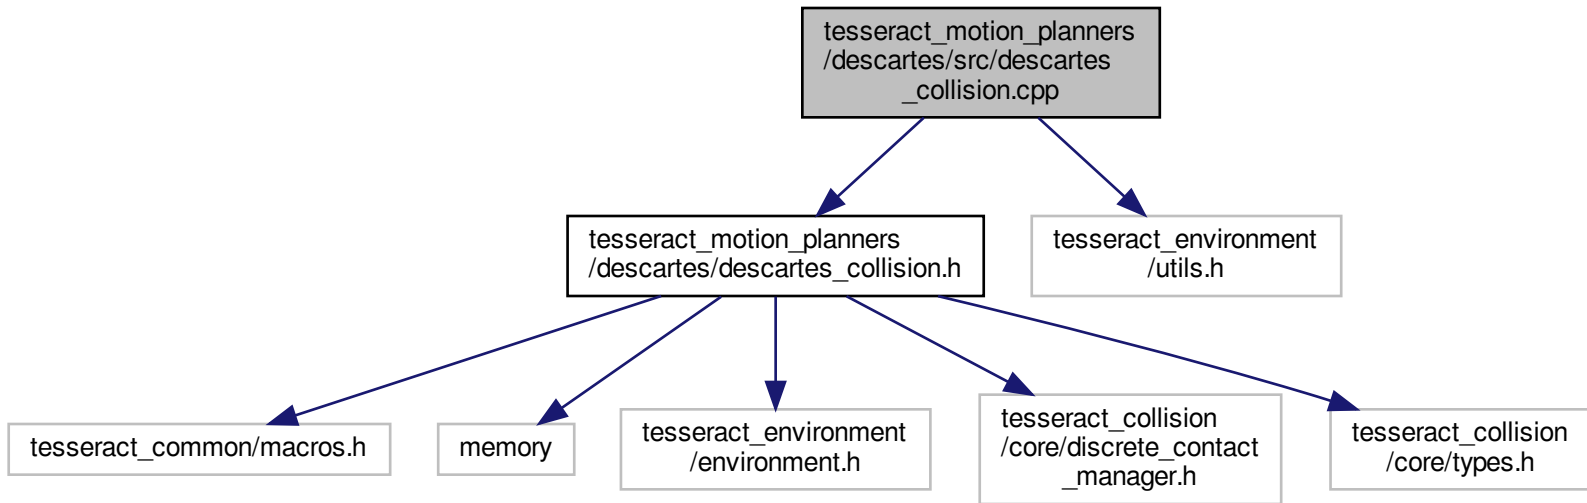 tesseract_motion_planners
/descartes/src/descartes
_collision.cpp
tesseract_motion_planners
/descartes/descartes_collision.h
tesseract_environment
/utils.h
tesseract_common/macros.h
memory
tesseract_environment
/environment.h
tesseract_collision
/core/discrete_contact
_manager.h
tesseract_collision
/core/types.h